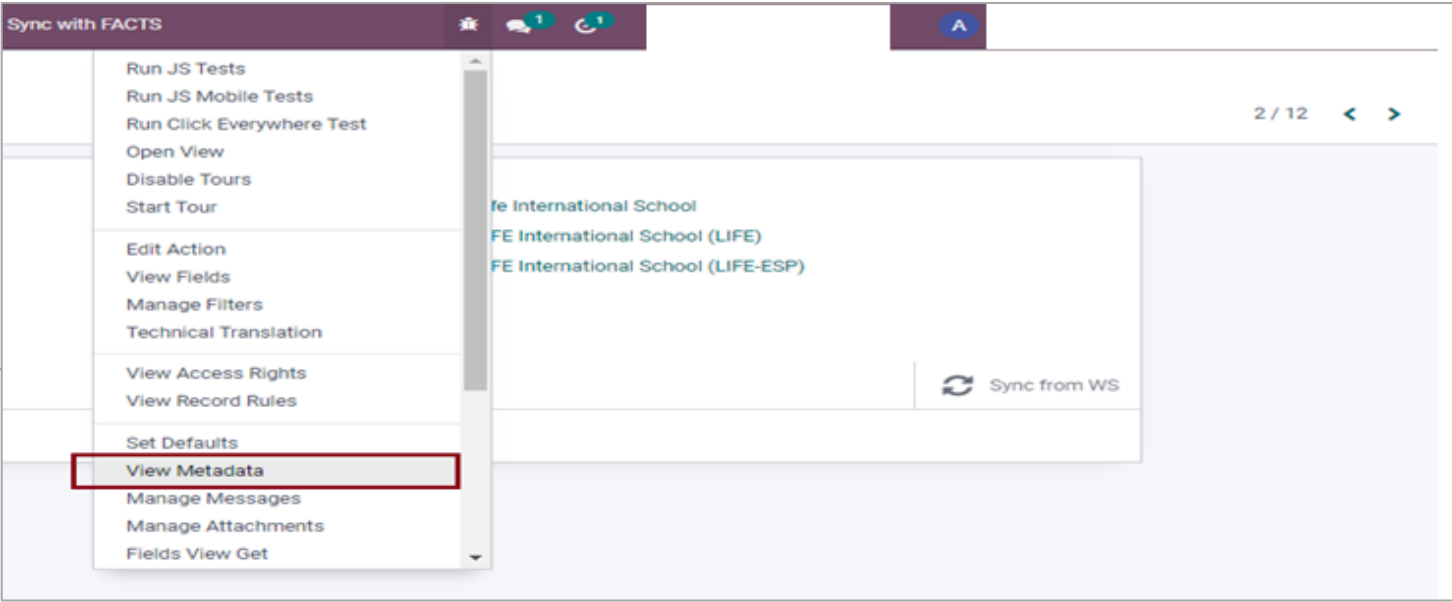 Sync with FACTS 1 1 A
Run JS Tests
Run JS Mobile Tests
Run Click Everywhere Test
Open View
Disable Tours
Start Tour
Edit Action
View Fields
Manage Filters
Technical Translation
View Access Rights
View Record Rules
Set Defaults
View Metadata
Manage Messages
Manage Attachments
Fields View Get
2 / 12
fe International School
FE International School (LIFE)
FE International School (LIFE-ESP)
Sync from WS